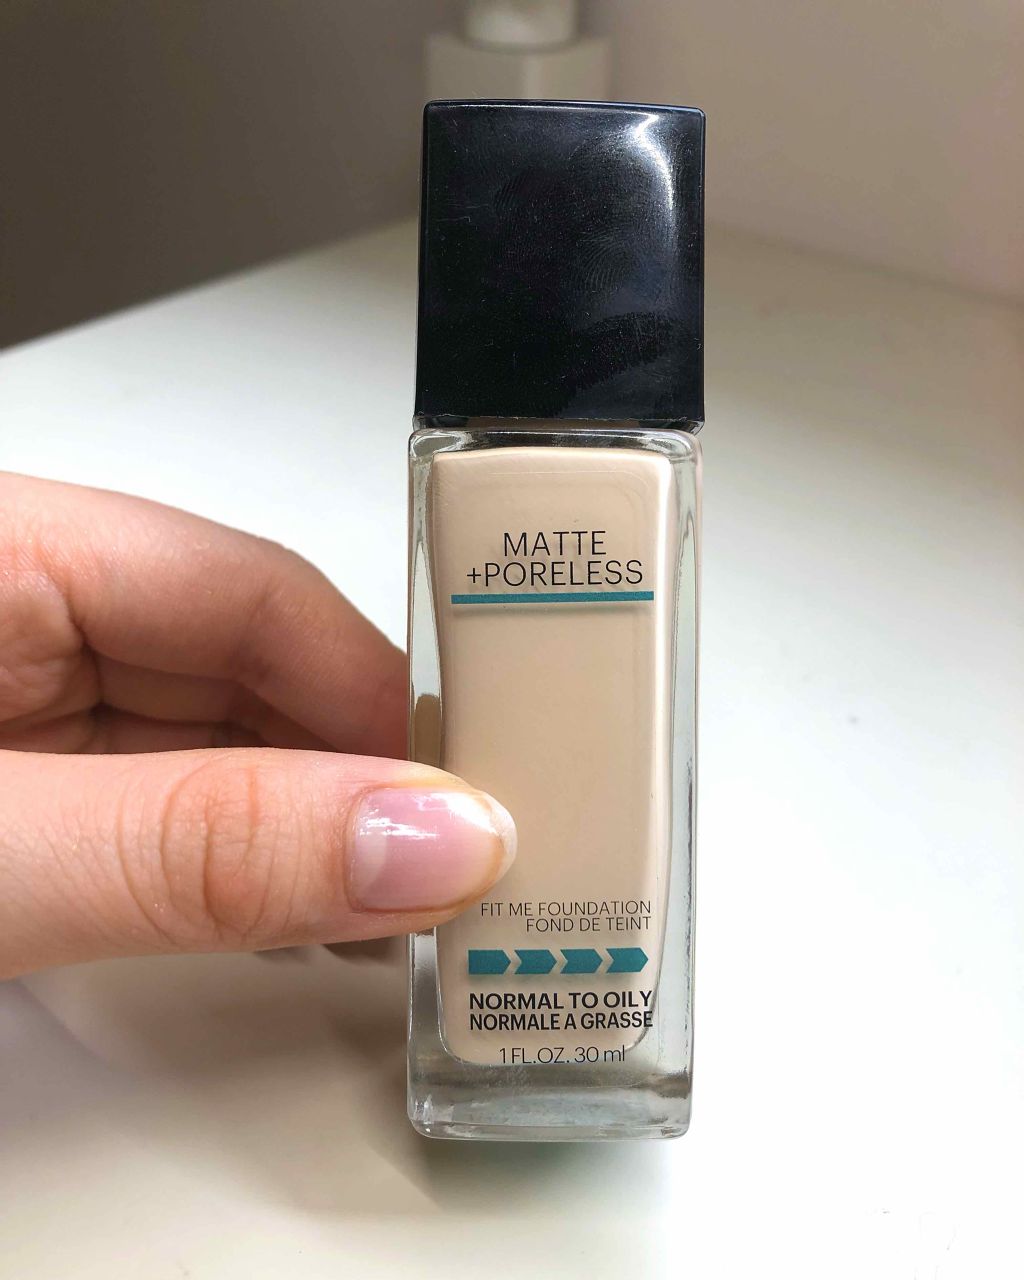 MATTE
+PORELESS
FIT ME FOUNDATION
FOND DE TEINT
NORMAL TO OILY
NORMALE A GRASSE
1 FL.OZ. 30 ml